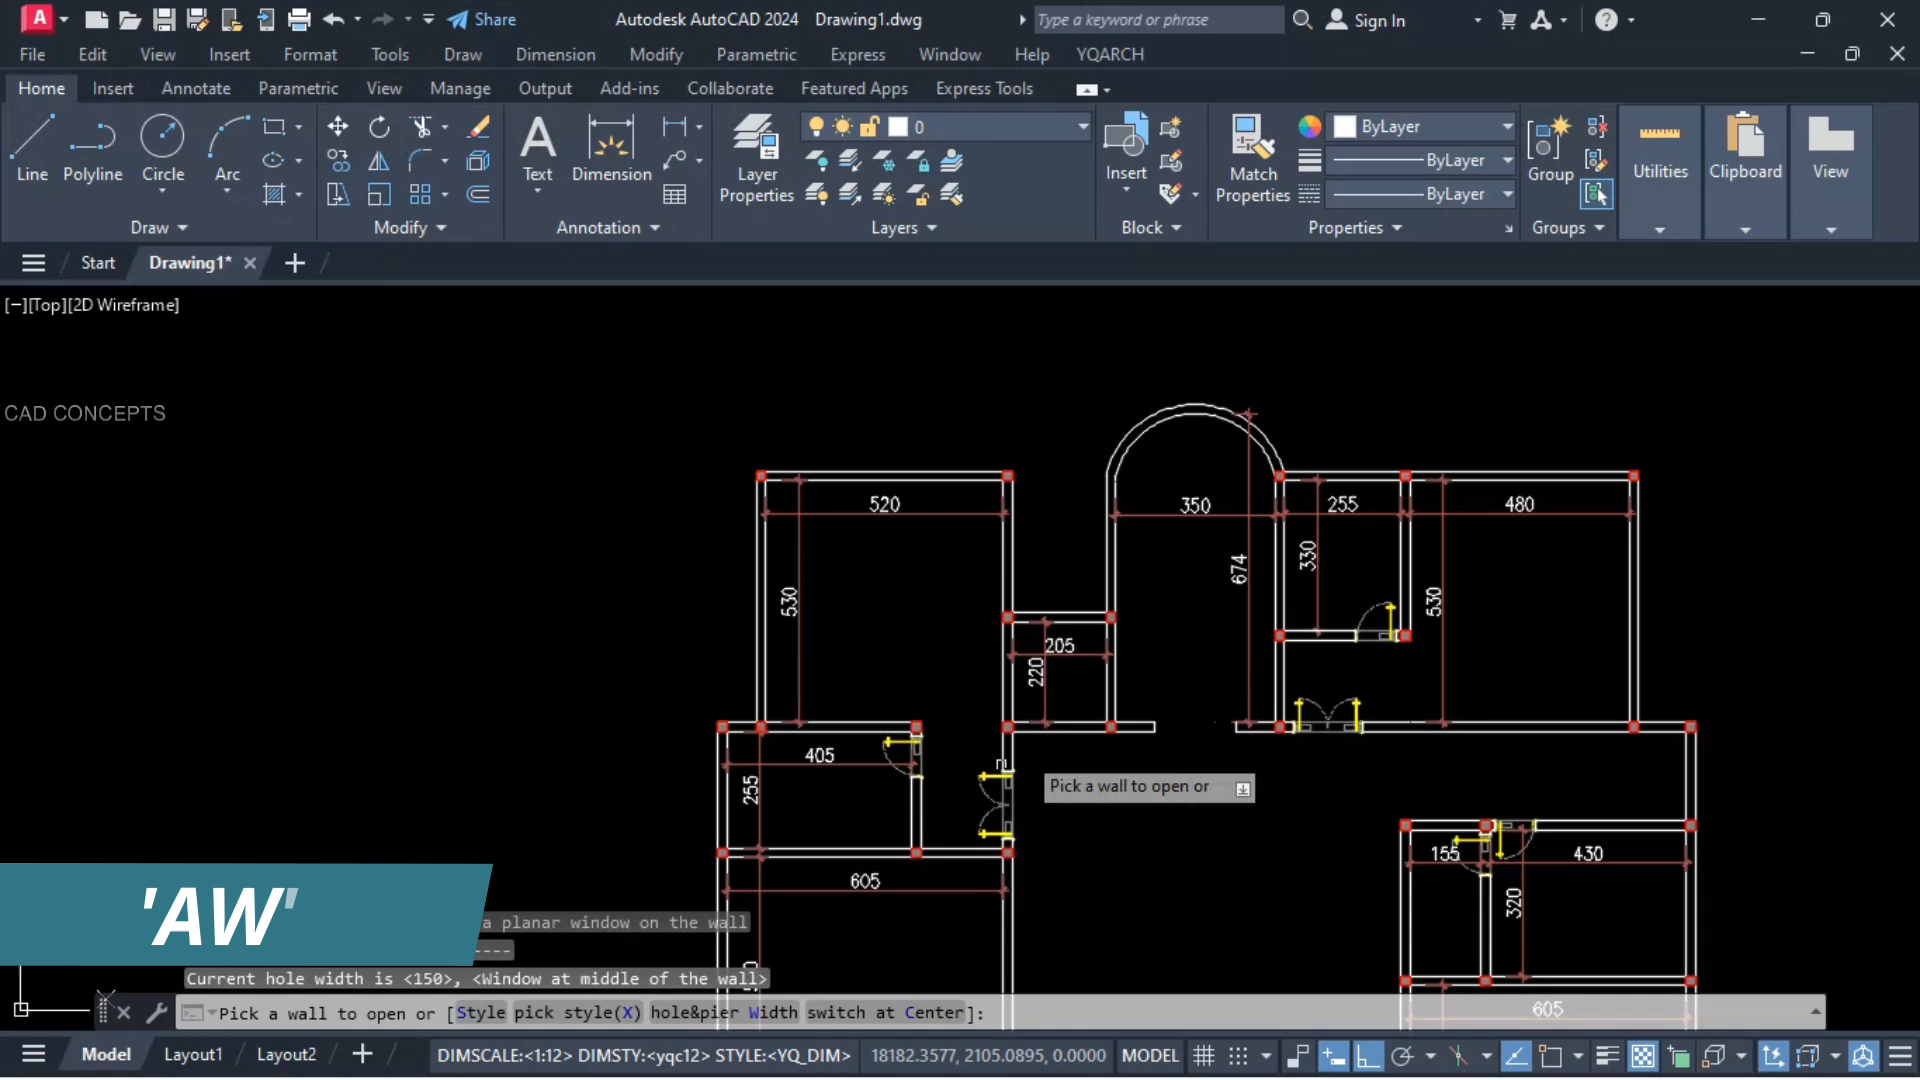 Share
Autodesk AutoCAD 2024 Drawing1.dwg
Type a keyword or phrase
Sign In
File Edit View Insert Format Tools Draw Dimension Modify Parametric Express Window Help YQARCH
Home Insert Annotate Parametric View Manage Output Add-ins Collaborate Featured Apps Express Tools
0
ByLayer
ByLayer
ByLayer
Line Polyline Circle Arc
Text Dimension
Layer Properties
Insert
Match Properties
Group
Utilities
Clipboard
View
Draw Modify Annotation Layers Block Properties Groups
Start Drawing1*
[−][Top][2D Wireframe]
CAD CONCEPTS
520 350 255 480
530 674 330 530
205
220
405
255
Pick a wall to open or
155 430
605
320
605
'AW'
a planar window on the wall
----
Current hole width is <150>, <Window at middle of the wall>
Pick a wall to open or [Style pick style(X) hole&pier Width switch at Center]:
Model Layout1 Layout2
DIMSCALE:<1:12> DIMSTY:<yqc12> STYLE:<YQ_DIM>
18182.3577, 2105.0895, 0.0000
MODEL